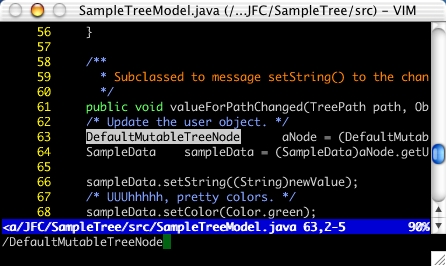 SampleTreeModel.java (/...JFC/SampleTree/src) - VIM
56 }
57
58 /**
59 * Subclassed to message setString() to the chan
60 */
61 public void valueForPathChanged(TreePath path, Ob
62 /* Update the user object. */
63 DefaultMutableTreeNode aNode = (DefaultMutab
64 SampleData sampleData = (SampleData)aNode.getU
65
66 sampleData.setString((String)newValue);
67 /* UUUhhhhh, pretty colors. */
68 sampleData.setColor(Color.green);
<a/JFC/SampleTree/src/SampleTreeModel.java 63,2-5 90%
/DefaultMutableTreeNode